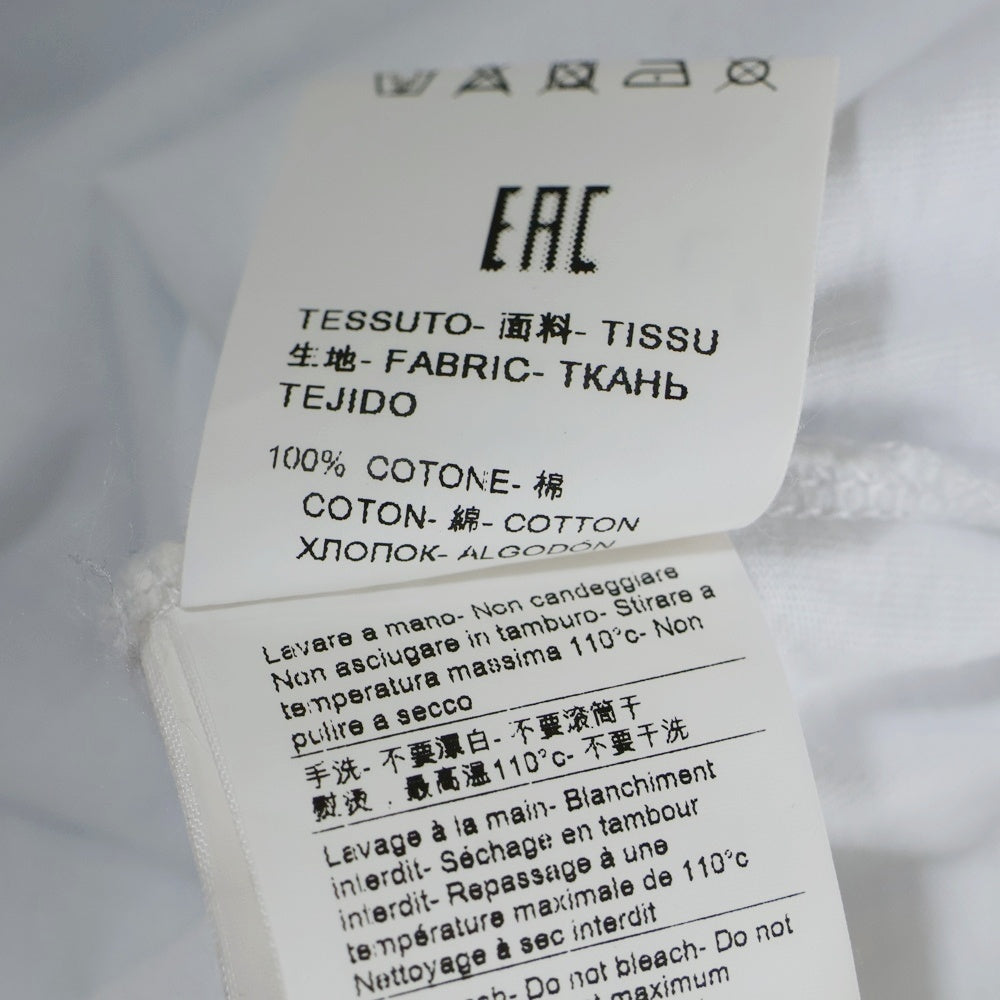 EAC
TESSUTO- 面料- TISSU
生地- FABRIC- ТКАНЬ
TEJIDO
100% COTONE- 棉
COTON- 綿- COTTON
ХЛОПОК- ALGODÓN
Lavare a mano- Non candeggiare
Non asciugare in tamburo- Stirare a
temperatura massima 110°c- Non
pulire a secco
手洗- 不要漂白- 不要滚筒干
熨烫 . 最高温110°c- 不要干洗
Lavage à la main- Blanchiment
interdit- Séchage en tambour
interdit- Repassage à une
température maximale de 110°c
Nettoyage à sec interdit
Do not bleach- Do not
maximum